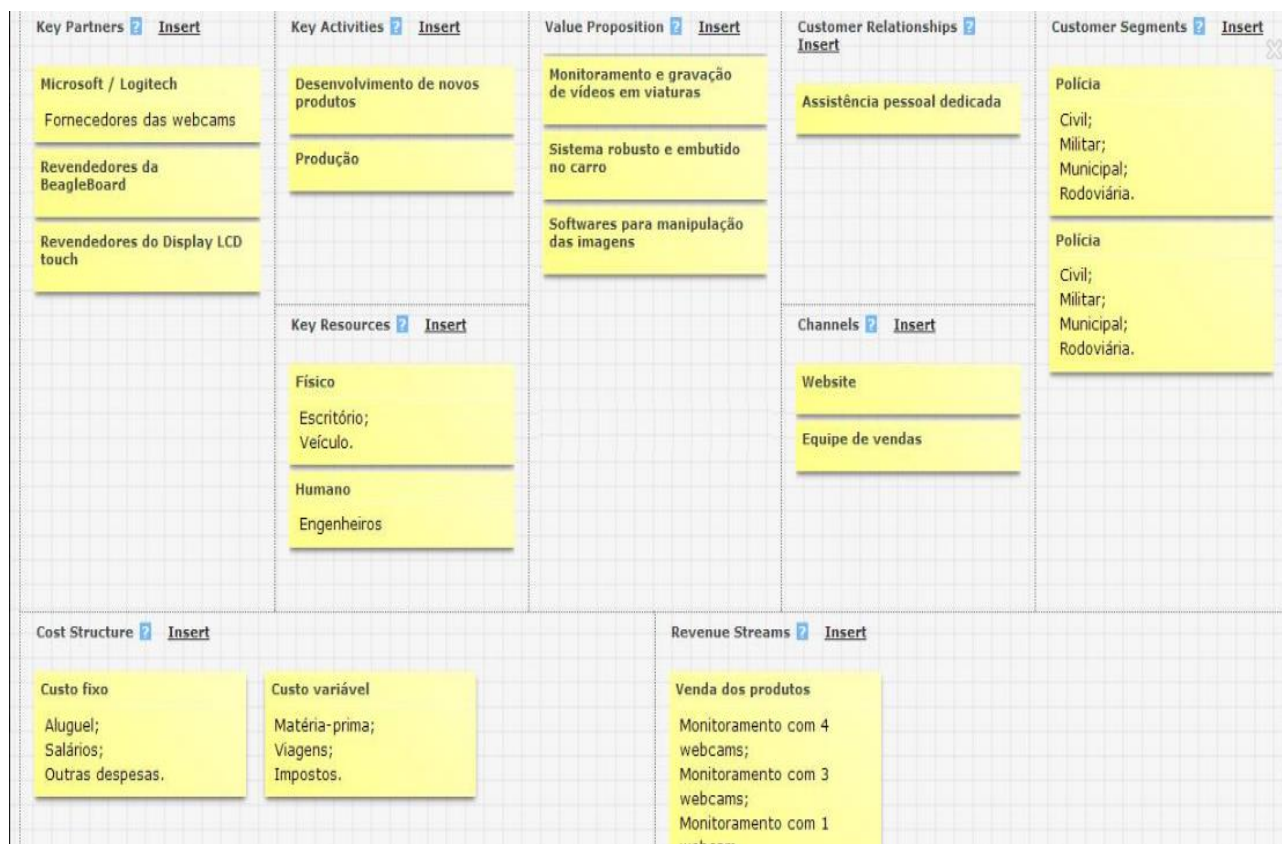 Key Partners ? Insert
Microsoft / Logitech
Fornecedores das webcams
Revendedores da
BeagleBoard
Revendedores do Display LCD
touch
Key Activities ? Insert
Desenvolvimento de novos
produtos
Produção
Key Resources ? Insert
Físico
Escritório;
Veículo.
Humano
Engenheiros
Value Proposition ? Insert
Monitoramento e gravação
de vídeos em viaturas
Sistema robusto e embutido
no carro
Softwares para manipulação
das imagens
Customer Relationships ?
Insert
Assistência pessoal dedicada
Channels ? Insert
Website
Equipe de vendas
Customer Segments ? Insert
Polícia
Civil;
Militar;
Municipal;
Rodoviária.
Polícia
Civil;
Militar;
Municipal;
Rodoviária.
Cost Structure ? Insert
Custo fixo
Aluguel;
Salários;
Outras despesas.
Custo variável
Matéria-prima;
Viagens;
Impostos.
Revenue Streams ? Insert
Venda dos produtos
Monitoramento com 4
webcams;
Monitoramento com 3
webcams;
Monitoramento com 1